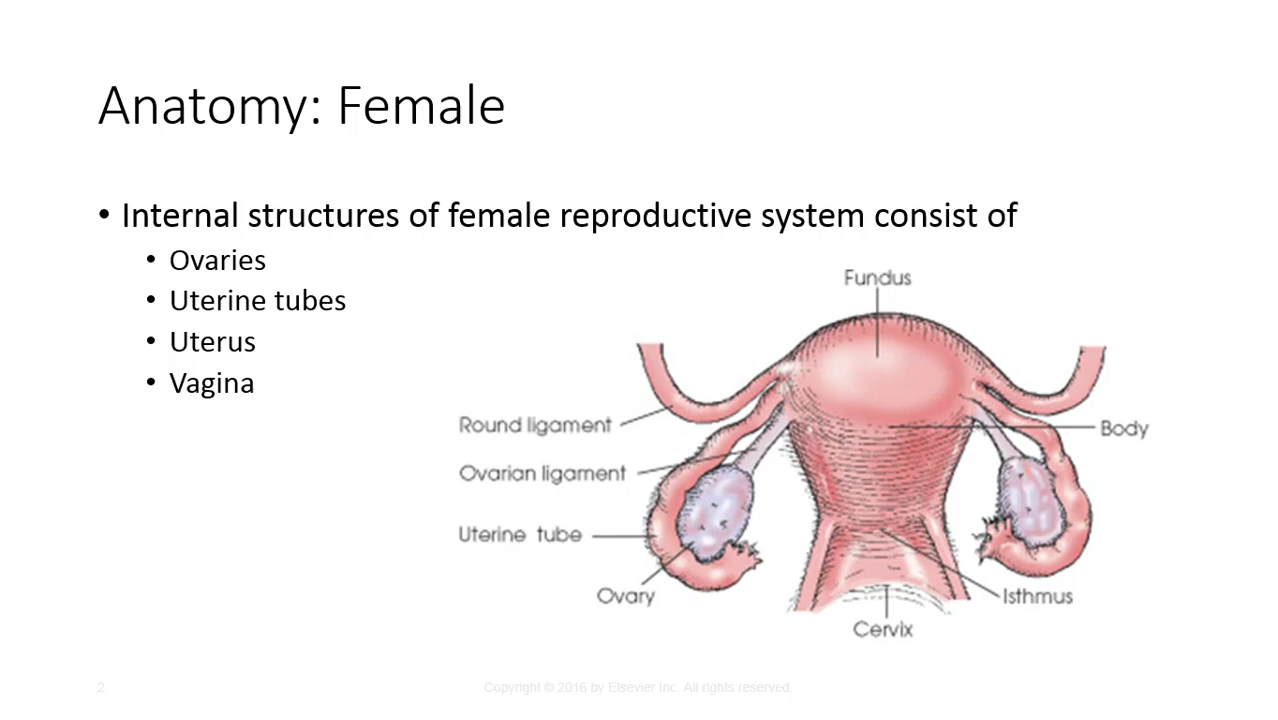 Anatomy: Female
• Internal structures of female reproductive system consist of
• Ovaries
• Uterine tubes
• Uterus
• Vagina
Fundus
Round ligament
Body
Ovarian ligament
Uterine tube
Ovary
Isthmus
Cervix
2
Copyright © 2016 by Elsevier Inc. All rights reserved.